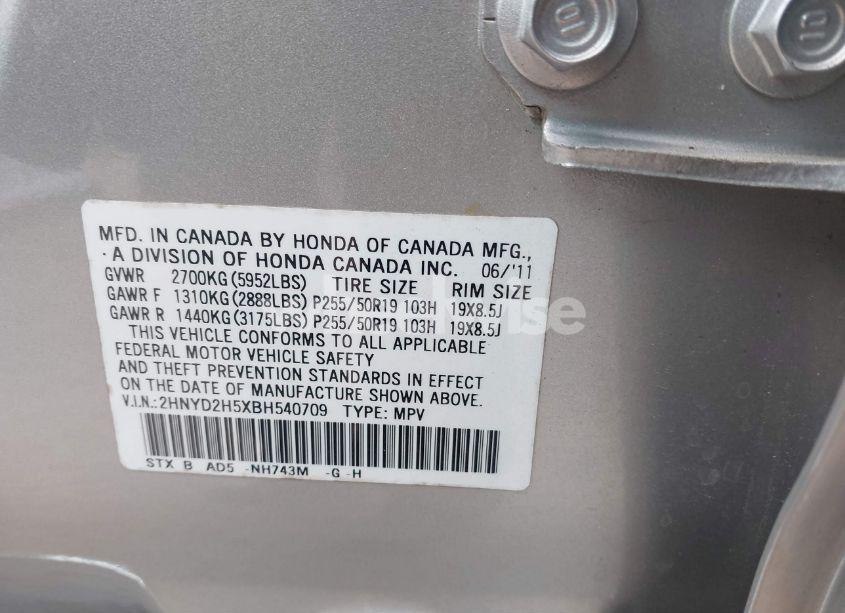 10
10
MFD. IN CANADA BY HONDA OF CANADA MFG.,
A DIVISION OF HONDA CANADA INC. 06/'11
GVWR 2700KG(5952LBS) TIRE SIZE RIM SIZE
GAWR F 1310KG(2888LBS) P255/50R19 103H 19X8.5J
GAWR R 1440KG(3175LBS) P255/50R19 103H 19X8.5J
THIS VEHICLE CONFORMS TO ALL APPLICABLE
FEDERAL MOTOR VEHICLE SAFETY
AND THEFT PREVENTION STANDARDS IN EFFECT
ON THE DATE OF MANUFACTURE SHOWN ABOVE.
V.I.N.:2HNYD2H5XBH540709 TYPE: MPV
STX B AD5 -NH743M -G -H